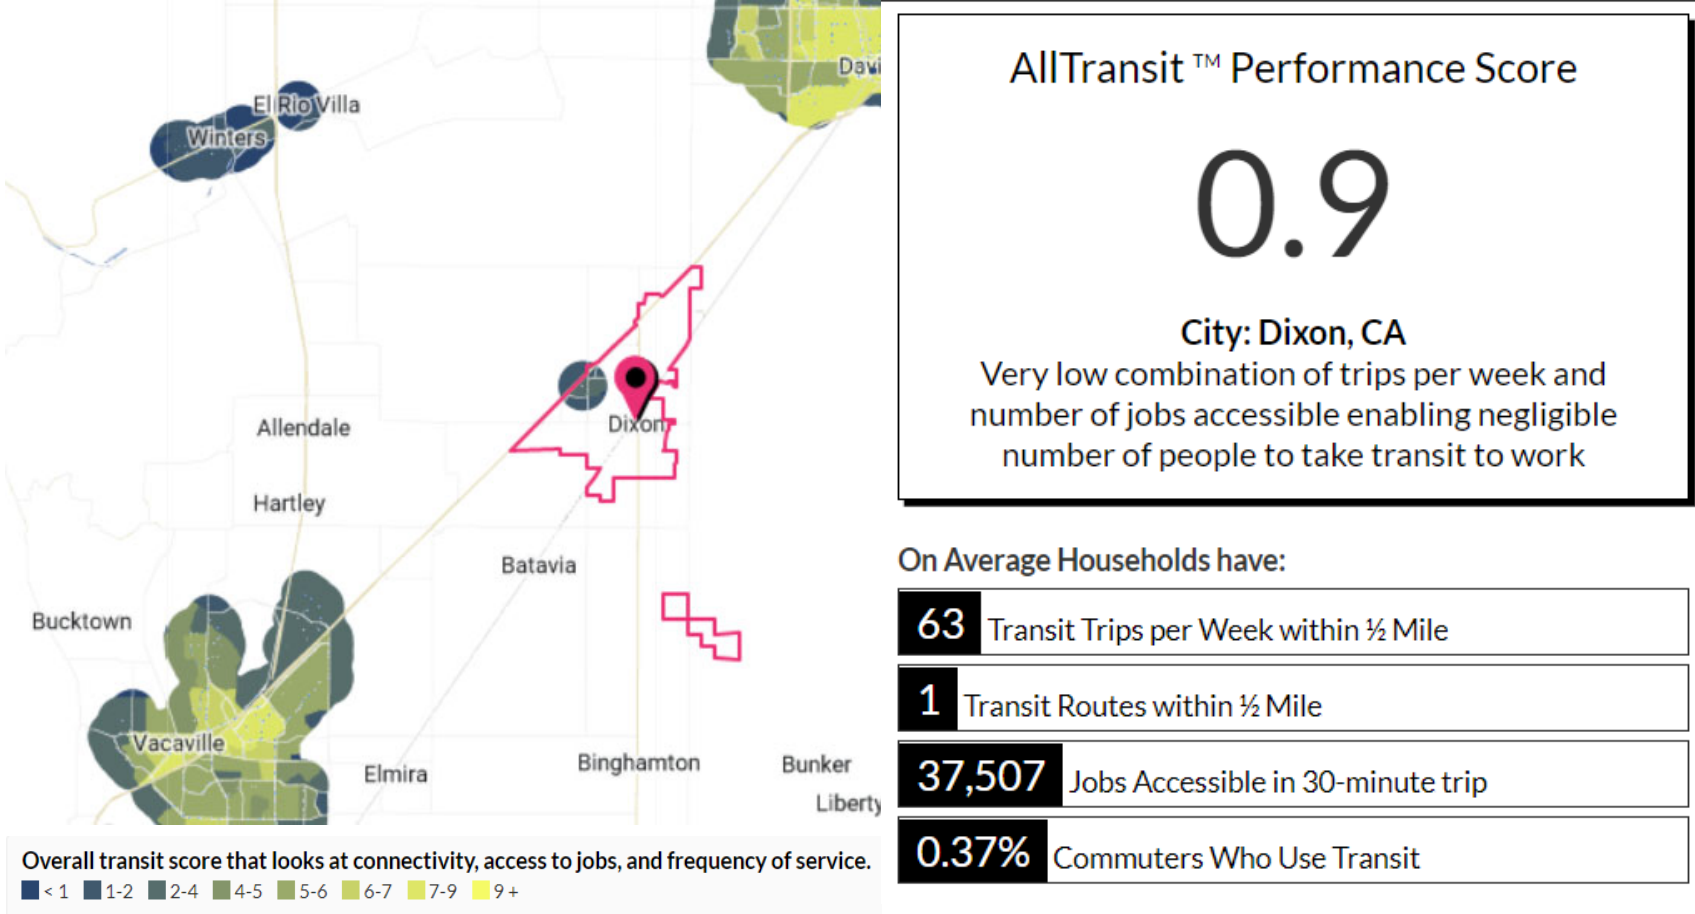 El Rio Villa
Winters
Davi
Dixon
Allendale
Hartley
Batavia
Bucktown
Vacaville
Elmira
Binghamton
Bunker
Liberty
Overall transit score that looks at connectivity, access to jobs, and frequency of service.
< 1 1-2 2-4 4-5 5-6 6-7 7-9 9 +
AllTransit ™ Performance Score
0.9
City: Dixon, CA
Very low combination of trips per week and
number of jobs accessible enabling negligible
number of people to take transit to work
On Average Households have:
63 Transit Trips per Week within ½ Mile
1 Transit Routes within ½ Mile
37,507 Jobs Accessible in 30-minute trip
0.37% Commuters Who Use Transit